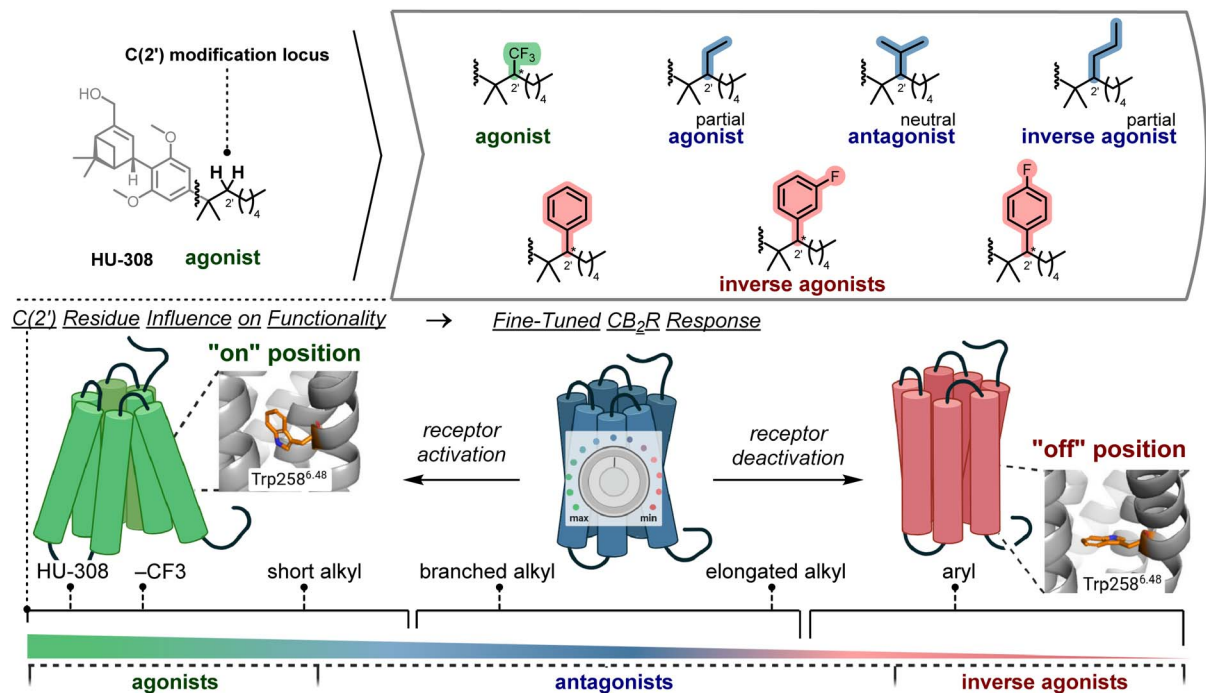 C(2') modification locus
HO
O
H
O
H H
2'
4
HU-308 agonist
CF3
*
2'
4
agonist
2'
4
partial
agonist
2'
4
neutral
antagonist
2'
4
partial
inverse agonist
*
2'
4
F
*
2'
4
F
*
2'
4
inverse agonists
C(2') Residue Influence on Functionality → Fine-Tuned CB2R Response
"on" position
Trp258^6.48
receptor
activation
max min
receptor
deactivation
"off" position
Trp258^6.48
HU-308 –CF3 short alkyl branched alkyl elongated alkyl aryl
agonists antagonists inverse agonists